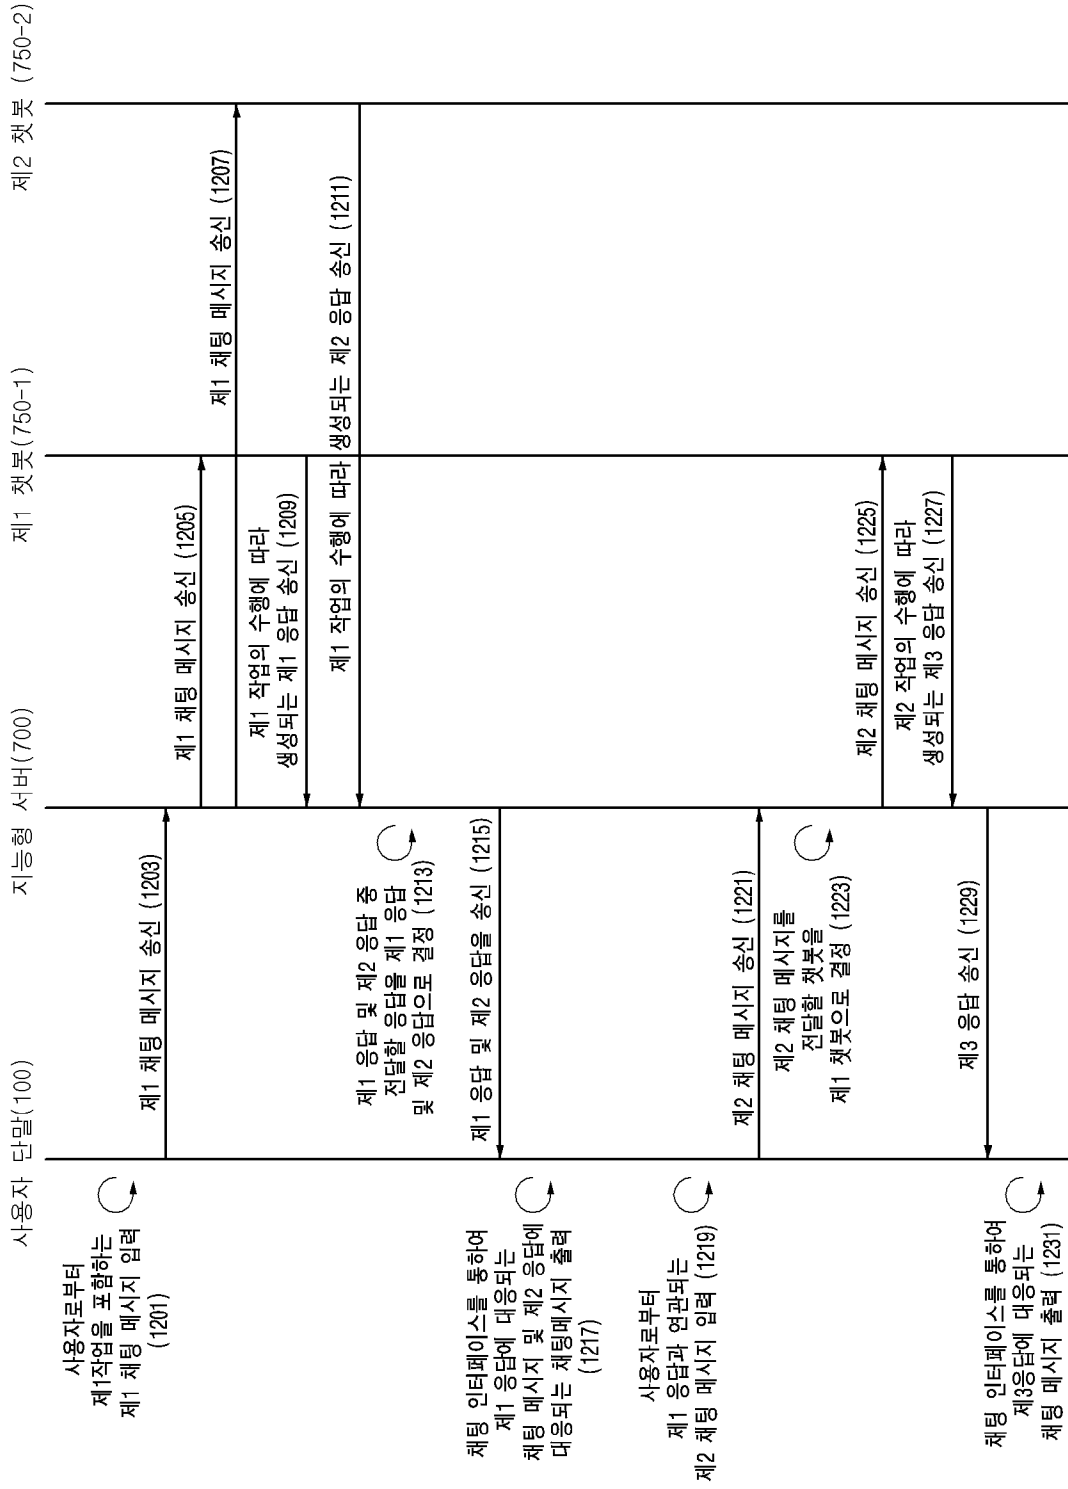 사용자 단말(100)
지능형 서버(700)
제1 챗봇(750-1)
제2 챗봇 (750-2)
사용자로부터
제1작업을 포함하는
제1 채팅 메시지 입력
(1201)
제1 채팅 메시지 송신 (1203)
제1 채팅 메시지 송신 (1205)
제1 채팅 메시지 송신 (1207)
제1 작업의 수행에 따라
생성되는 제1 응답 송신 (1209)
제1 작업의 수행에 따라 생성되는 제2 응답 송신 (1211)
제1 응답 및 제2 응답 중
전달할 응답을 제1 응답
및 제2 응답으로 결정 (1213)
제1 응답 및 제2 응답을 송신 (1215)
채팅 인터페이스를 통하여
제1 응답에 대응되는
채팅 메시지 및 제2 응답에
대응되는 채팅메시지 출력
(1217)
사용자로부터
제1 응답과 연관되는
제2 채팅 메시지 입력 (1219)
제2 채팅 메시지 송신 (1221)
제2 채팅 메시지를
전달할 챗봇을
제1 챗봇으로 결정 (1223)
제2 채팅 메시지 송신 (1225)
제2 작업의 수행에 따라
생성되는 제3 응답 송신 (1227)
제3 응답 송신 (1229)
채팅 인터페이스를 통하여
제3응답에 대응되는
채팅 메시지 출력 (1231)